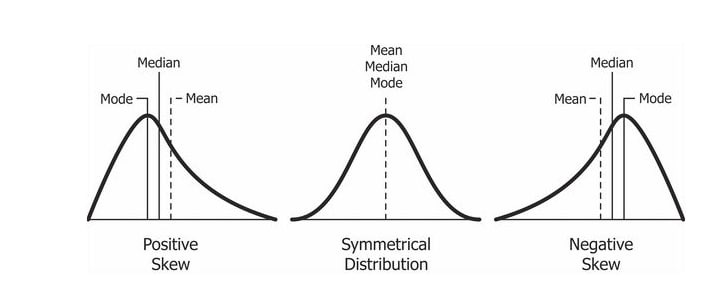 Median
Mode
Mean
Positive
Skew
Mean
Median
Mode
Symmetrical
Distribution
Median
Mean
Mode
Negative
Skew